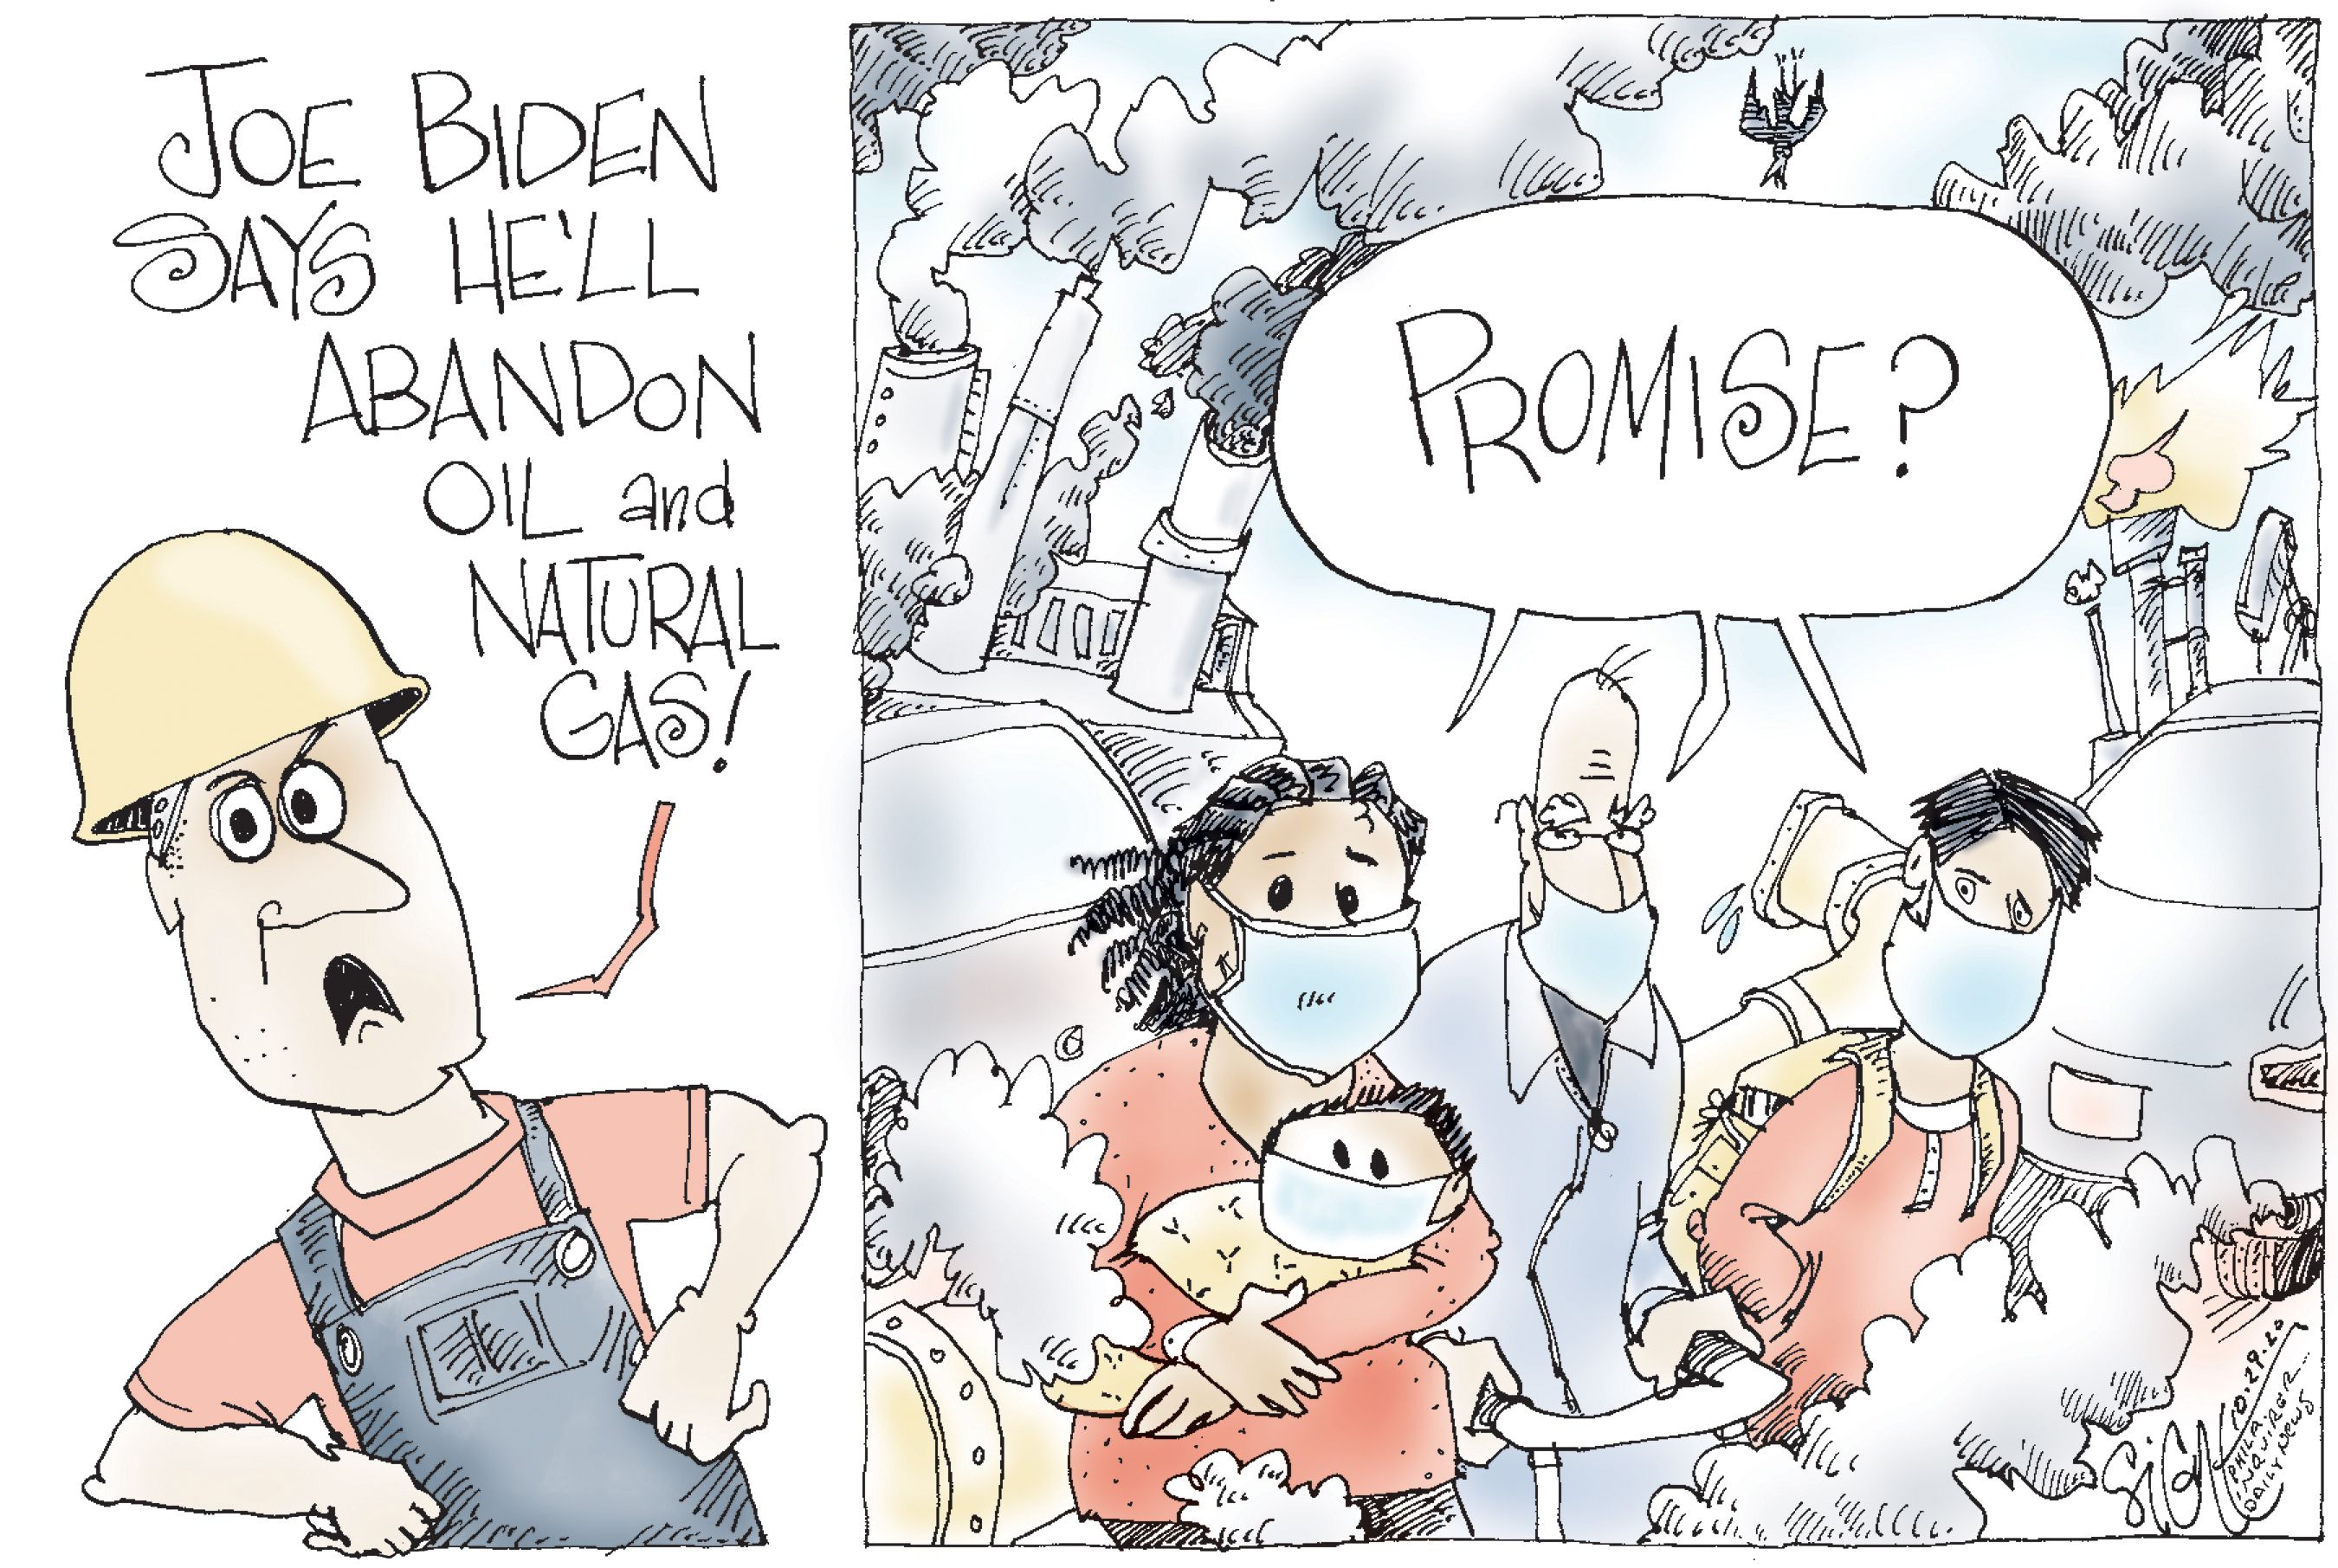 JOE BIDEN
SAYS HE'LL
ABANDON
OIL and
NATURAL
GAS!
PROMISE?
10.29.20
PHILA.
INQUIRER
DAILY NEWS